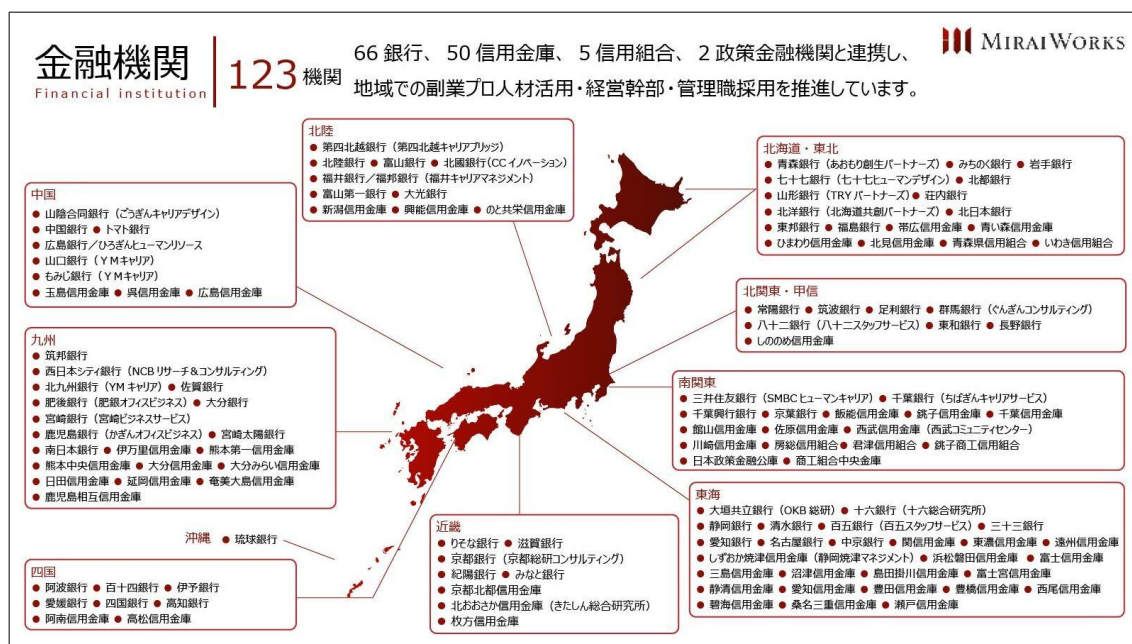 金融機関
Financial institution
123 機関
66 銀行、 50 信用金庫、 5 信用組合、 2 政策金融機関と連携し、
地域での副業プロ人材活用・経営幹部・管理職採用を推進しています。
MIRAIWORKS
北陸
● 第四北越銀行（第四北越キャリアブリッジ）
● 北陸銀行 ● 富山銀行 ● 北國銀行(CCイノベーション)
● 福井銀行／福邦銀行（福井キャリアマネジメント）
● 富山第一銀行 ● 大光銀行
● 新潟信用金庫 ● 興能信用金庫 ● のと共栄信用金庫
北海道・東北
● 青森銀行（あおもり創生パートナーズ） ● みちのく銀行 ● 岩手銀行
● 七十七銀行（七十七ヒューマンデザイン） ● 北都銀行
● 山形銀行（TRYパートナーズ） ● 荘内銀行
● 北洋銀行（北海道共創パートナーズ） ● 北日本銀行
● 東邦銀行 ● 福島銀行 ● 帯広信用金庫 ● 青い森信用金庫
● ひまわり信用金庫 ● 北見信用金庫 ● 青森県信用組合 ● いわき信用組合
中国
● 山陰合同銀行（ごうぎんキャリアデザイン）
● 中国銀行 ● トマト銀行
● 広島銀行／ひろぎんヒューマンリソース
● 山口銀行（YMキャリア）
● もみじ銀行（YMキャリア）
● 玉島信用金庫 ● 呉信用金庫 ● 広島信用金庫
北関東・甲信
● 常陽銀行 ● 筑波銀行 ● 足利銀行 ● 群馬銀行（ぐんぎんコンサルティング）
● 八十二銀行（八十二スタッフサービス） ● 東和銀行 ● 長野銀行
● しののめ信用金庫
九州
● 筑邦銀行
● 西日本シティ銀行（NCBリサーチ＆コンサルティング）
● 北九州銀行（YMキャリア） ● 佐賀銀行
● 肥後銀行（肥銀オフィスビジネス） ● 大分銀行
● 宮崎銀行（宮崎ビジネスサービス）
● 鹿児島銀行（かぎんオフィスビジネス） ● 宮崎太陽銀行
● 南日本銀行 ● 伊万里信用金庫 ● 熊本第一信用金庫
● 熊本中央信用金庫 ● 大分信用金庫 ● 大分みらい信用金庫
● 日田信用金庫 ● 延岡信用金庫 ● 奄美大島信用金庫
● 鹿児島相互信用金庫
南関東
● 三井住友銀行（SMBCヒューマンキャリア） ● 千葉銀行（ちばぎんキャリアサービス）
● 千葉興行銀行 ● 京葉銀行 ● 飯能信用金庫 ● 銚子信用金庫 ● 千葉信用金庫
● 館山信用金庫 ● 佐原信用金庫 ● 西武信用金庫（西武コミュニティセンター）
● 川崎信用金庫 ● 房総信用組合 ● 君津信用組合 ● 銚子商工信用組合
● 日本政策金融公庫 ● 商工組合中央金庫
東海
● 大垣共立銀行（OKB総研） ● 十六銀行（十六総合研究所）
● 静岡銀行 ● 清水銀行 ● 百五銀行（百五スタッフサービス） ● 三十三銀行
● 愛知銀行 ● 名古屋銀行 ● 中京銀行 ● 関信用金庫 ● 東濃信用金庫 ● 遠州信用金庫
● しずおか焼津信用金庫（静岡焼津マネジメント） ● 浜松磐田信用金庫 ● 富士信用金庫
● 三島信用金庫 ● 沼津信用金庫 ● 島田掛川信用金庫 ● 富士宮信用金庫
● 静清信用金庫 ● 愛知信用金庫 ● 豊田信用金庫 ● 豊橋信用金庫 ● 西尾信用金庫
● 碧海信用金庫 ● 桑名三重信用金庫 ● 瀬戸信用金庫
近畿
● りそな銀行 ● 滋賀銀行
● 京都銀行（京都総研コンサルティング）
● 紀陽銀行 ● みなと銀行
● 京都北都信用金庫
● 北おおさか信用金庫（きたしん総合研究所）
● 枚方信用金庫
沖縄 ● 琉球銀行
四国
● 阿波銀行 ● 百十四銀行 ● 伊予銀行
● 愛媛銀行 ● 四国銀行 ● 高知銀行
● 阿南信用金庫 ● 高松信用金庫